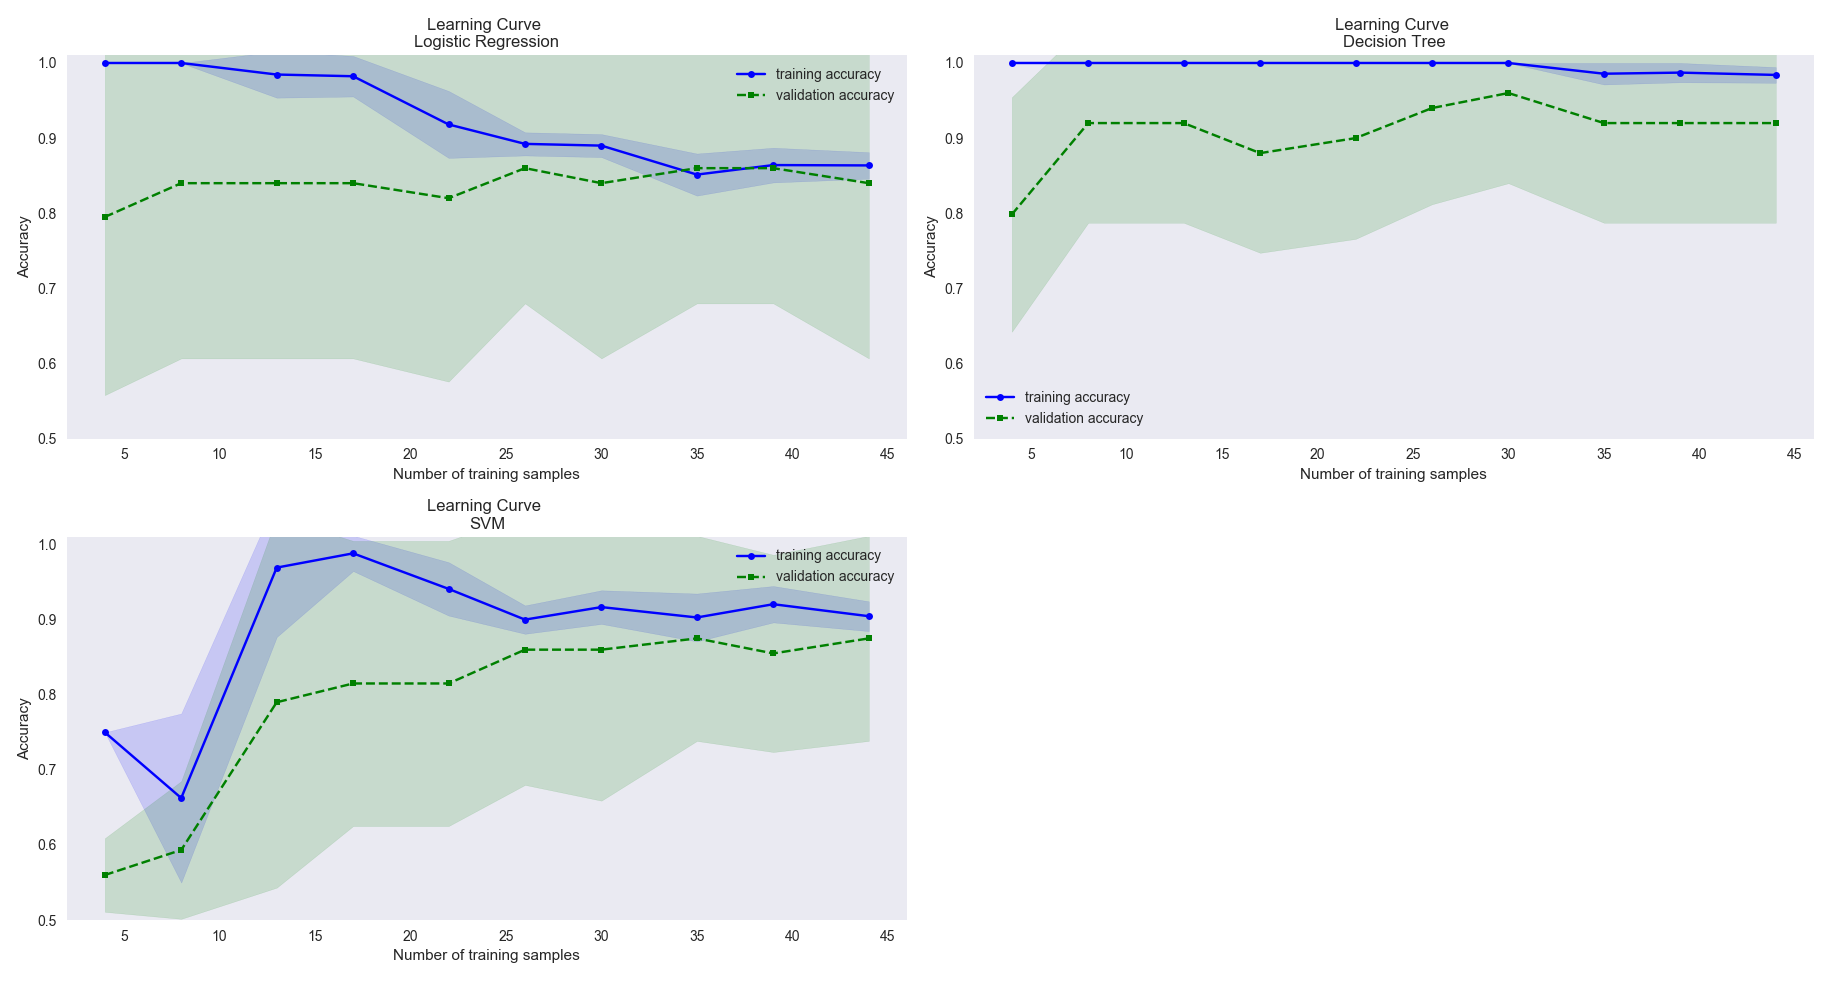 Learning Curve
Logistic Regression
1.0
0.9
0.8
0.7
0.6
0.5
Accuracy
training accuracy
validation accuracy
5 10 15 20 25 30 35 40 45
Number of training samples
Learning Curve
Decision Tree
1.0
0.9
0.8
0.7
0.6
0.5
Accuracy
training accuracy
validation accuracy
5 10 15 20 25 30 35 40 45
Number of training samples
Learning Curve
SVM
1.0
0.9
0.8
0.7
0.6
0.5
Accuracy
training accuracy
validation accuracy
5 10 15 20 25 30 35 40 45
Number of training samples